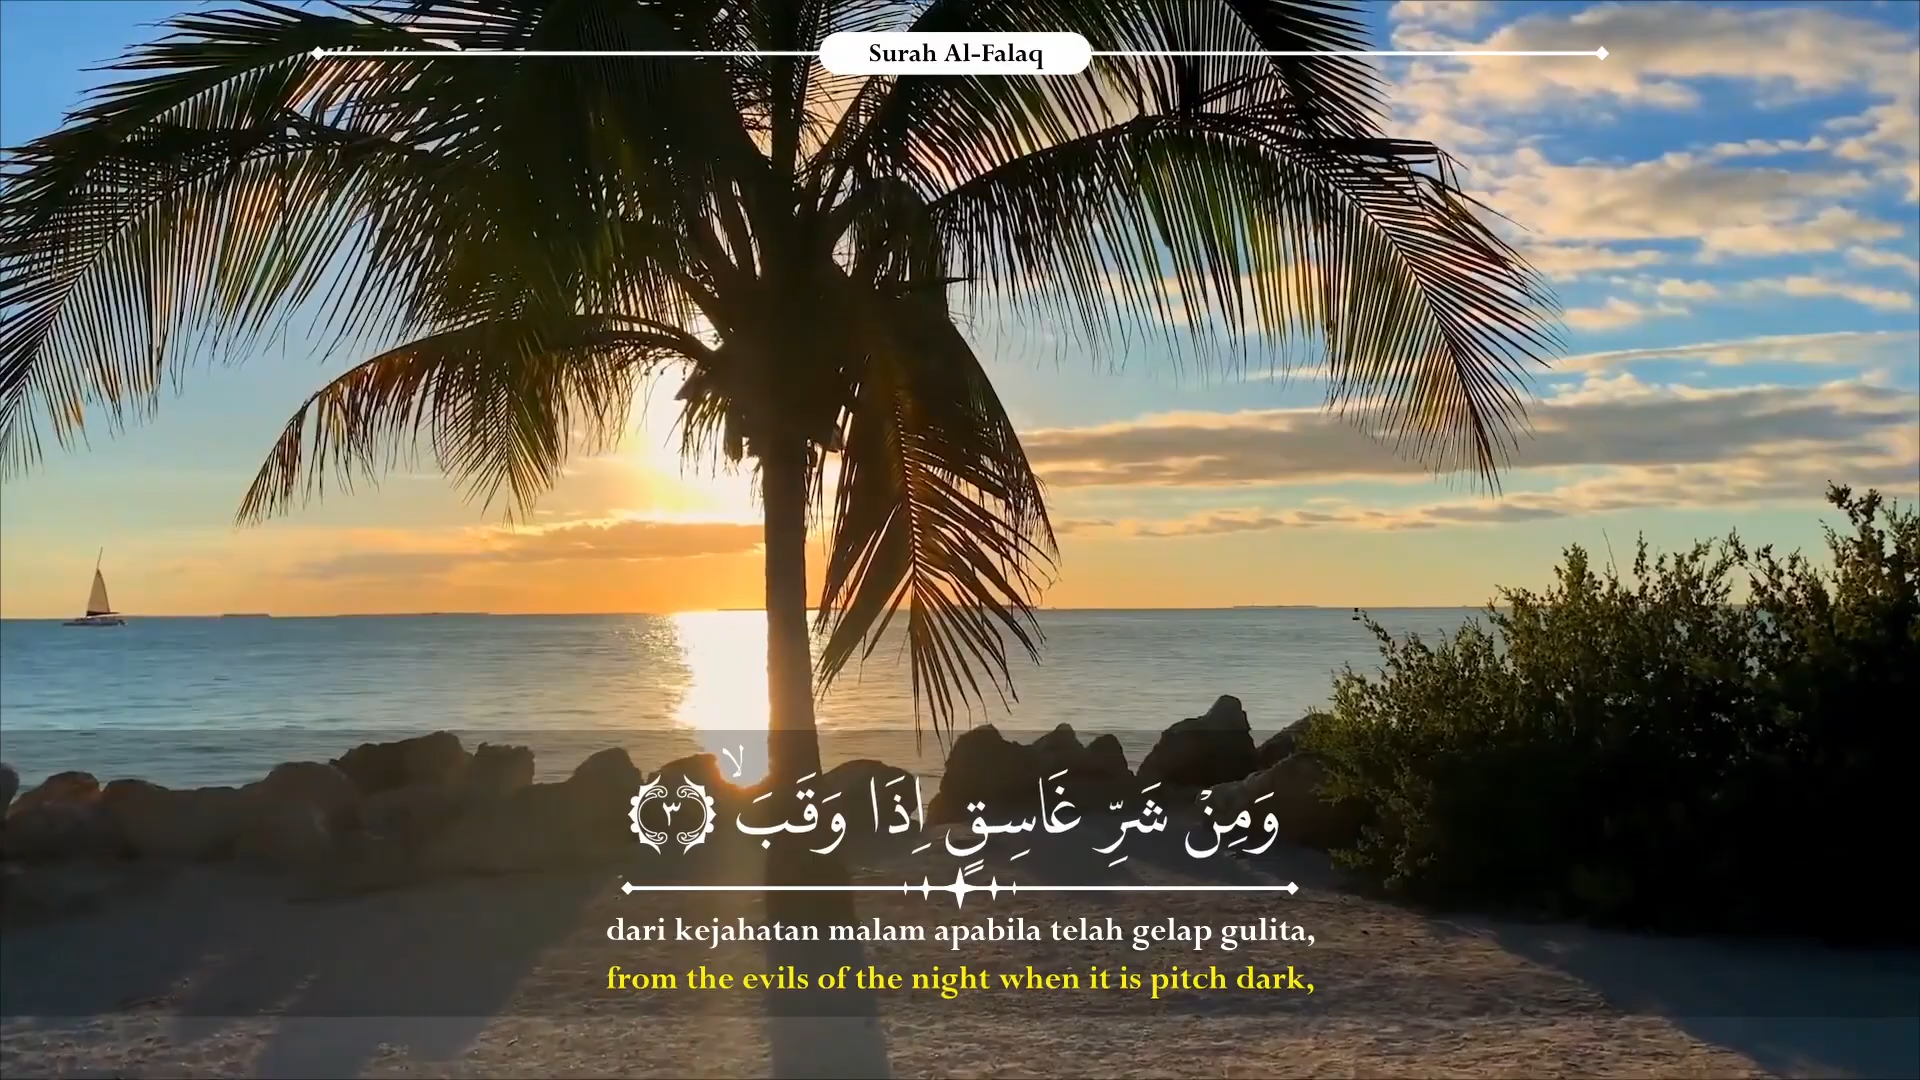 Surah Al-Falaq
وَمِنْ شَرِّ غَاسِقٍ اِذَا وَقَبَۙ ٣
dari kejahatan malam apabila telah gelap gulita,
from the evils of the night when it is pitch dark,